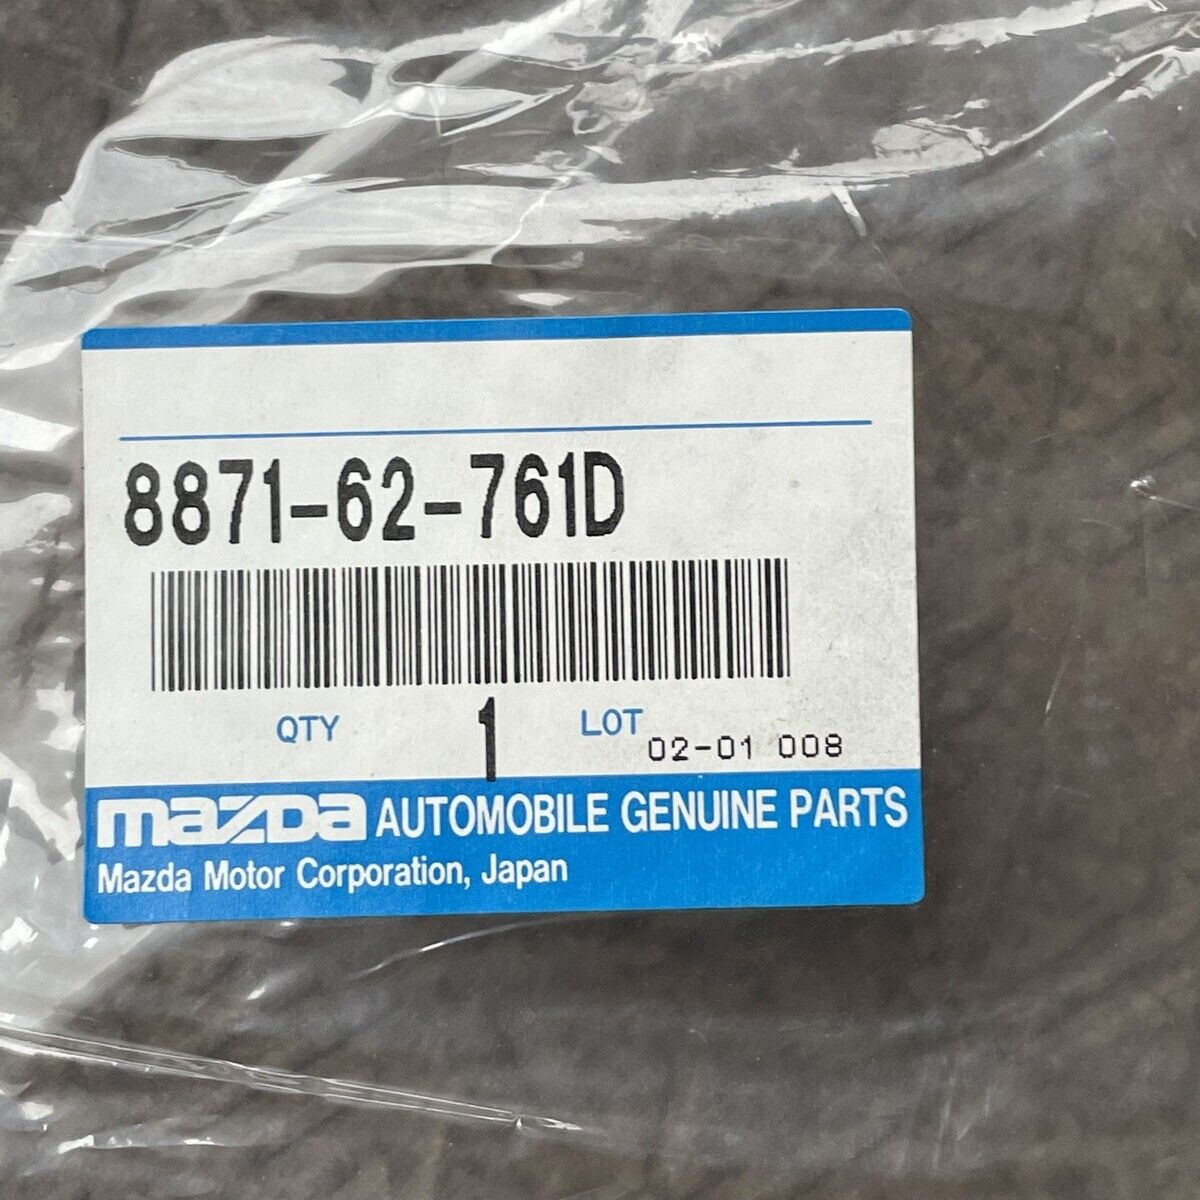 8871-62-761D
QTY 1 LOT 02-01 008
mazda AUTOMOBILE GENUINE PARTS
Mazda Motor Corporation, Japan